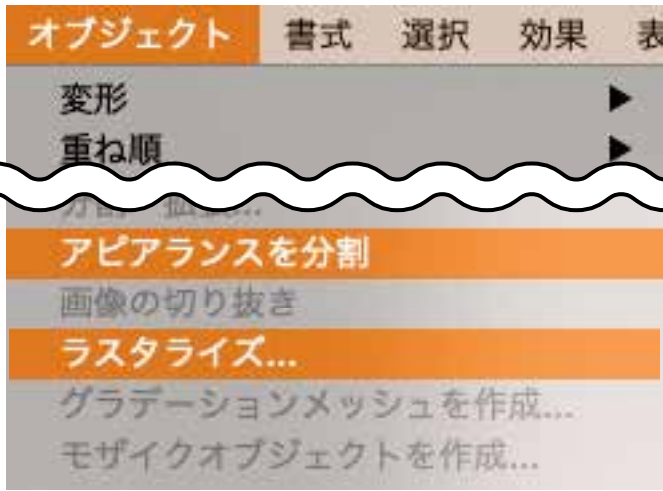 オブジェクト 書式 選択 効果 表
変形 ▶
重ね順 ▶
アピアランスを分割
画像の切り抜き
ラスタライズ...
グラデーションメッシュを作成...
モザイクオブジェクトを作成...